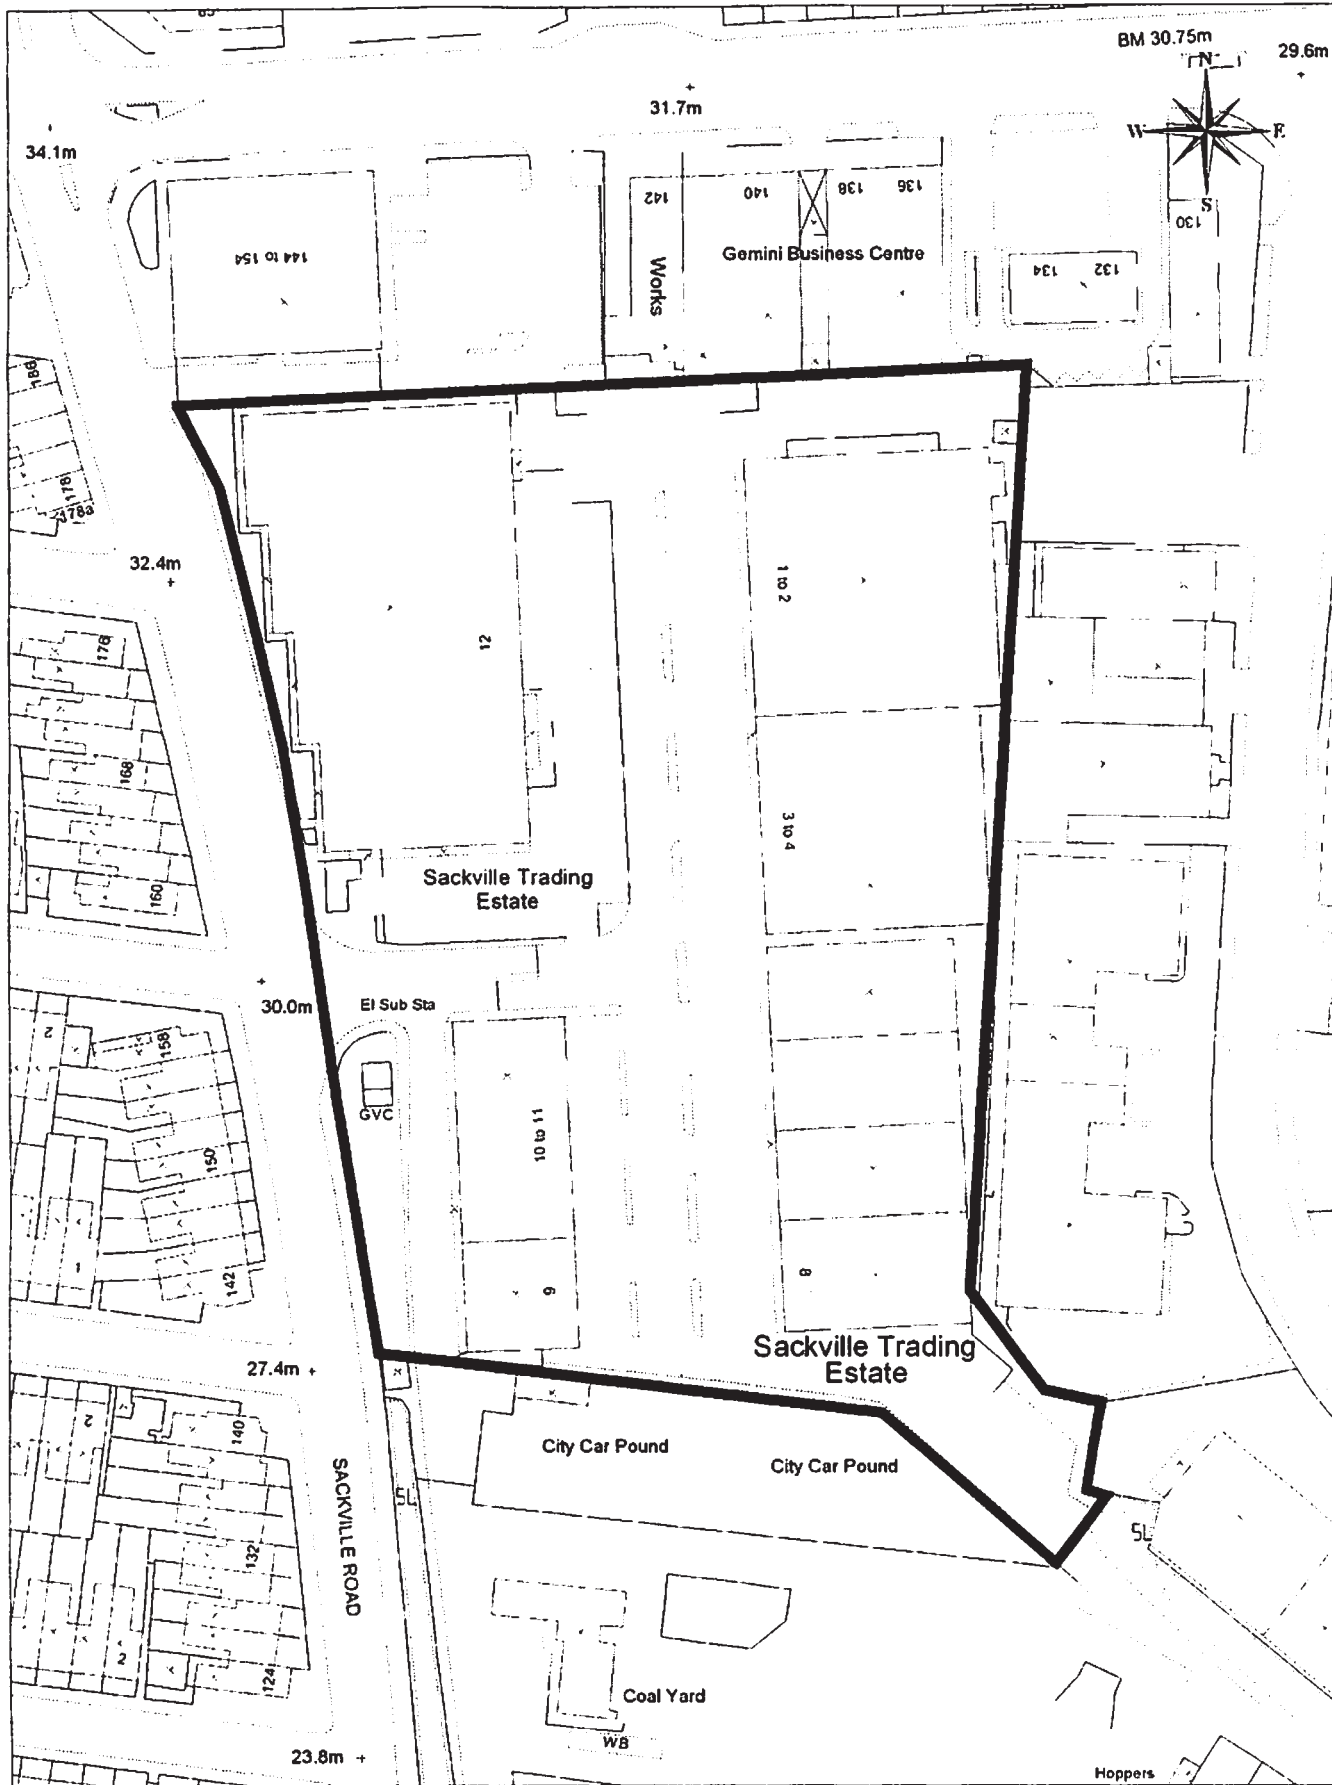 BM 30.75m
29.6m
N
W
E
S
31.7m
34.1m
142
140
138
136
130
144 to 154
Gemini Business Centre
134
132
Works
186
178
178a
32.4m
1 to 2
12
176
168
3 to 4
160
Sackville Trading
Estate
El Sub Sta
30.0m
2
158
GVC
10 to 11
150
1
142
9
8
Sackville Trading
Estate
27.4m
2
140
City Car Pound
City Car Pound
SL
SL
SACKVILLE ROAD
132
2
124
Coal Yard
WB
23.8m
Hoppers